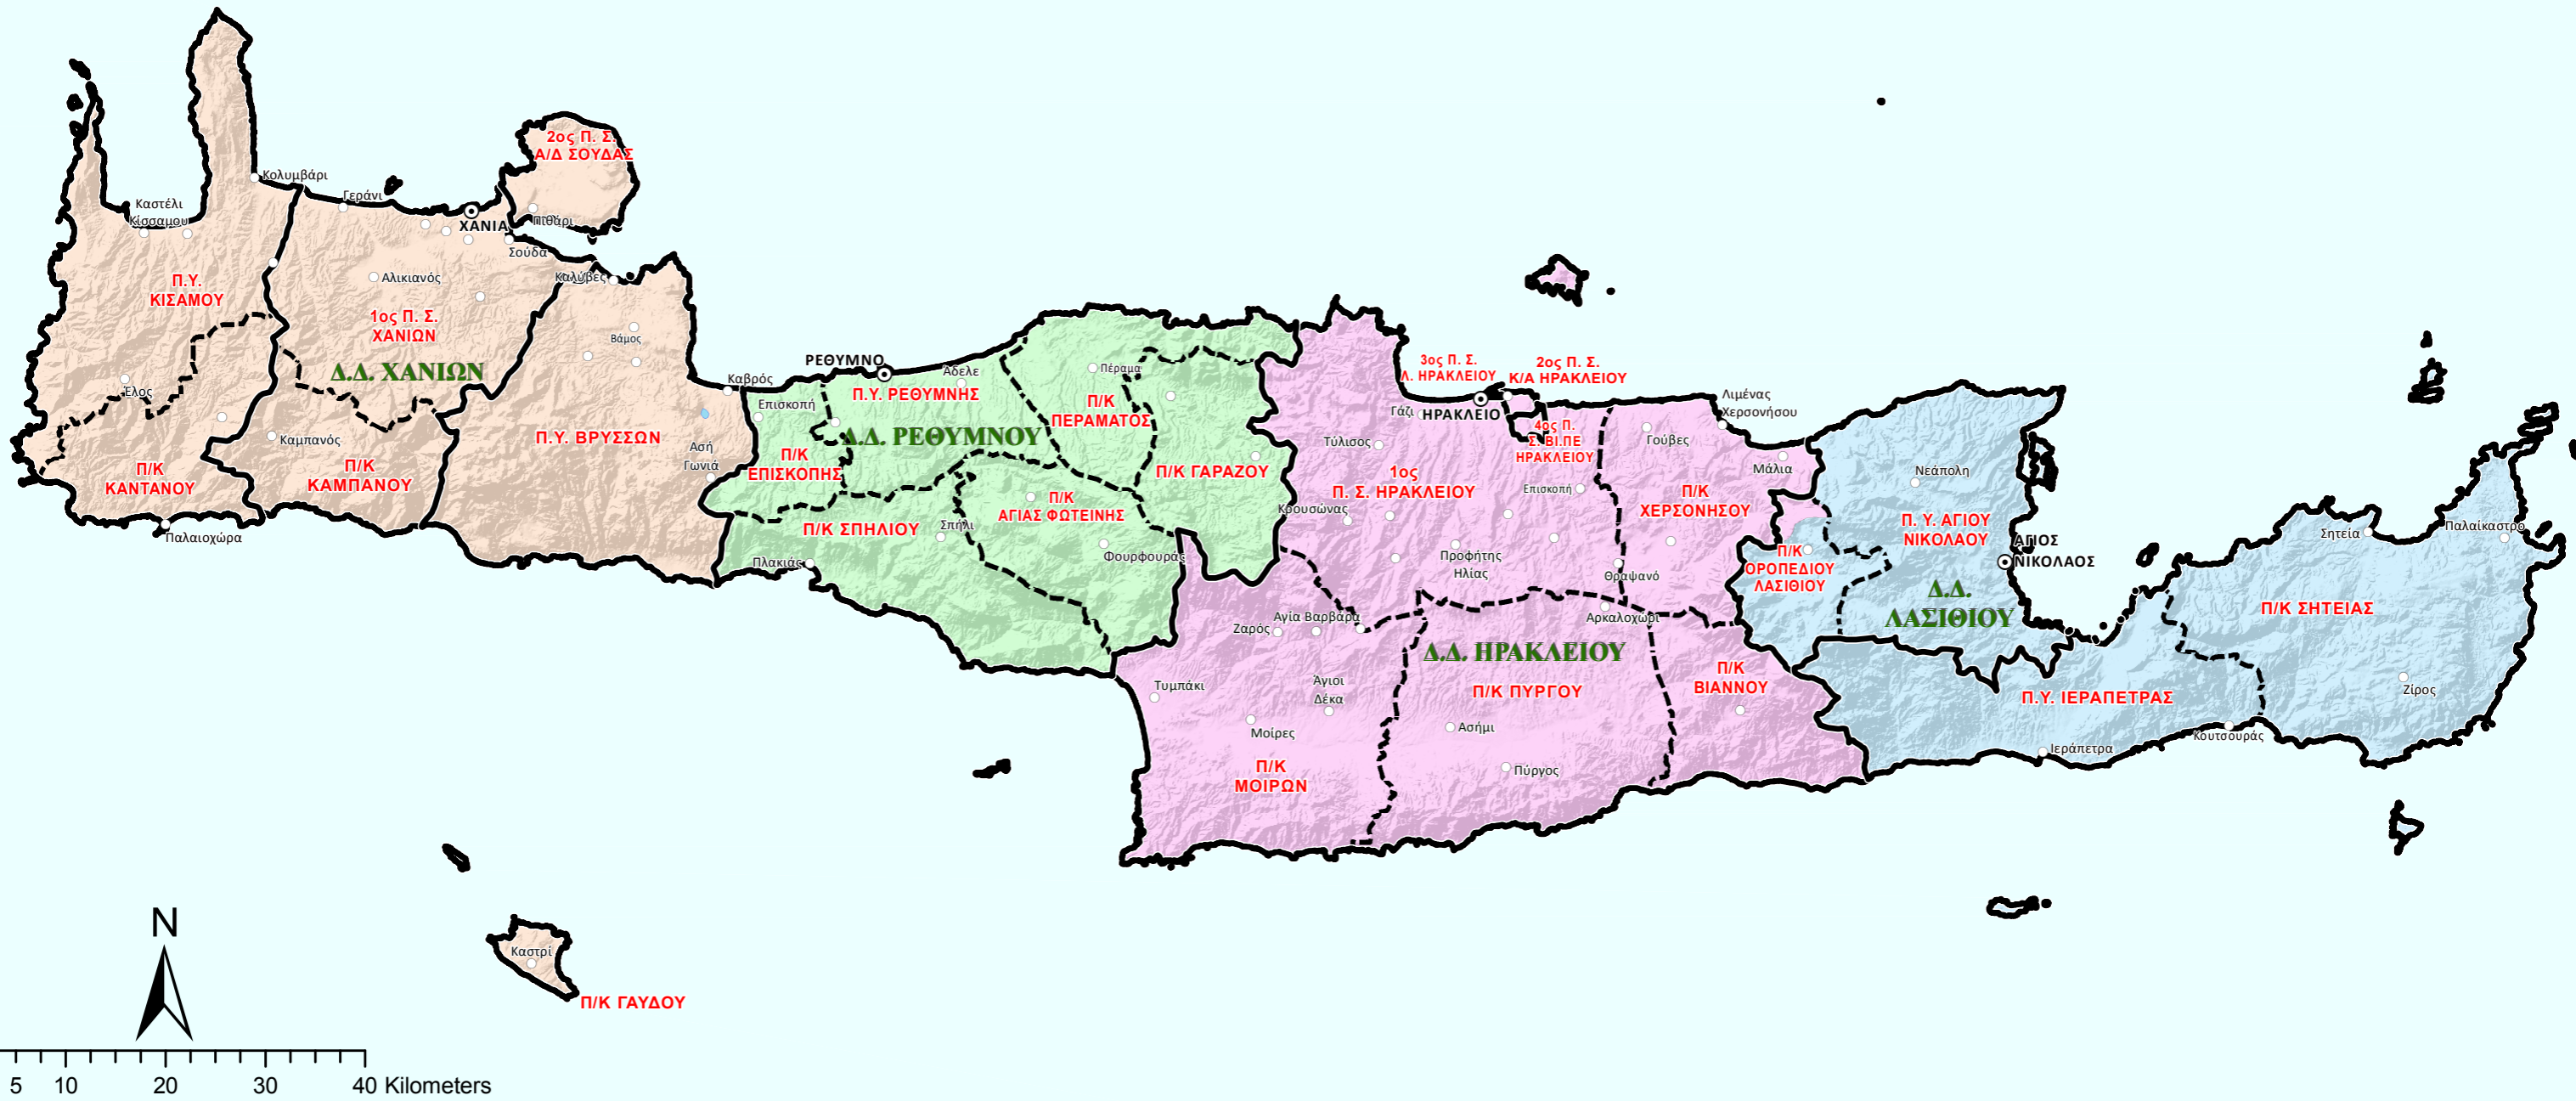 2ος Π. Σ.
Α/Δ ΣΟΥΔΑΣ
Κολυμβάρι
Γεράνι
Καστέλι
Κίσσαμου
ΧΑΝΙΑ
Πιθάρι
Σούδα
Π.Υ.
ΚΙΣΑΜΟΥ
Αλικιανός
Καλύβες
1ος Π. Σ.
ΧΑΝΙΩΝ
Βάμος
Δ.Δ. ΧΑΝΙΩΝ
Έλος
Καμπανός
Π.Υ. ΒΡΥΣΣΩΝ
Ασή
Γωνιά
Π/Κ
ΚΑΝΤΑΝΟΥ
Π/Κ
ΚΑΜΠΑΝΟΥ
Παλαιοχώρα
Καβρός
ΡΕΘΥΜΝΟ
Άδελε
Π.Υ. ΡΕΘΥΜΝΗΣ
Επισκοπή
Δ.Δ. ΡΕΘΥΜΝΟΥ
Πέραμα
Π/Κ
ΠΕΡΑΜΑΤΟΣ
Π/Κ
ΕΠΙΣΚΟΠΗΣ
Π/Κ ΓΑΡΑΖΟΥ
Π/Κ
ΑΓΙΑΣ ΦΩΤΕΙΝΗΣ
Π/Κ ΣΠΗΛΙΟΥ
Σπήλι
Πλακιάς
Φουρφουράς
3ος Π. Σ.
Λ. ΗΡΑΚΛΕΙΟΥ
2ος Π. Σ.
Κ/Α ΗΡΑΚΛΕΙΟΥ
Γάζι
ΗΡΑΚΛΕΙΟ
4ος Π.
Σ. ΒΙ.ΠΕ
ΗΡΑΚΛΕΙΟΥ
Τύλισος
Λιμένας
Χερσονήσου
Γούβες
Μάλια
1ος
Π. Σ. ΗΡΑΚΛΕΙΟΥ
Επισκοπή
Π/Κ
ΧΕΡΣΟΝΗΣΟΥ
Κρουσώνας
Προφήτης
Ηλίας
Θραψανό
Αγία Βαρβάρα
Ζαρός
Αρκαλοχώρι
Δ.Δ. ΗΡΑΚΛΕΙΟΥ
Τυμπάκι
Άγιοι
Δέκα
Π/Κ ΠΥΡΓΟΥ
Π/Κ
ΒΙΑΝΝΟΥ
Μοίρες
Ασήμι
Π/Κ
ΜΟΙΡΩΝ
Πύργος
Νεάπολη
Π. Υ. ΑΓΙΟΥ
ΝΙΚΟΛΑΟΥ
ΑΓΙΟΣ
ΝΙΚΟΛΑΟΣ
Π/Κ
ΟΡΟΠΕΔΙΟΥ
ΛΑΣΙΘΙΟΥ
Δ.Δ.
ΛΑΣΙΘΙΟΥ
Σητεία
Παλαίκαστρο
Π/Κ ΣΗΤΕΙΑΣ
Ζίρος
Π.Υ. ΙΕΡΑΠΕΤΡΑΣ
Κουτσουράς
Ιεράπετρα
N
Καστρί
Π/Κ ΓΑΥΔΟΥ
5 10 20 30 40 Kilometers